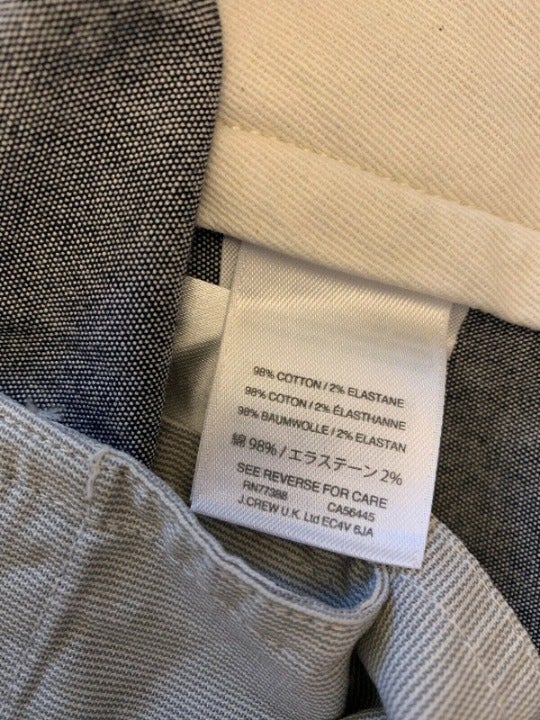 98% COTTON / 2% ELASTANE
98% COTON / 2% ÉLASTHANNE
98% BAUMWOLLE / 2% ELASTAN
綿 98% / エラステーン 2%
SEE REVERSE FOR CARE
RN77388 CA56445
J.CREW U.K. Ltd EC4V 6JA